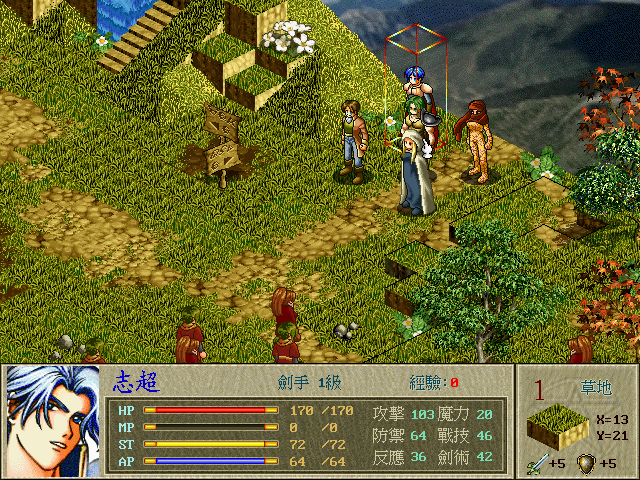 志超 劍手 1級 經驗:0
HP 170 /170 攻擊 103 魔力 20
MP 0 /0 防禦 64 戰技 46
ST 72 /72 反應 36 劍術 42
AP 64 /64
1 草地
X=13
Y=21
+5 +5